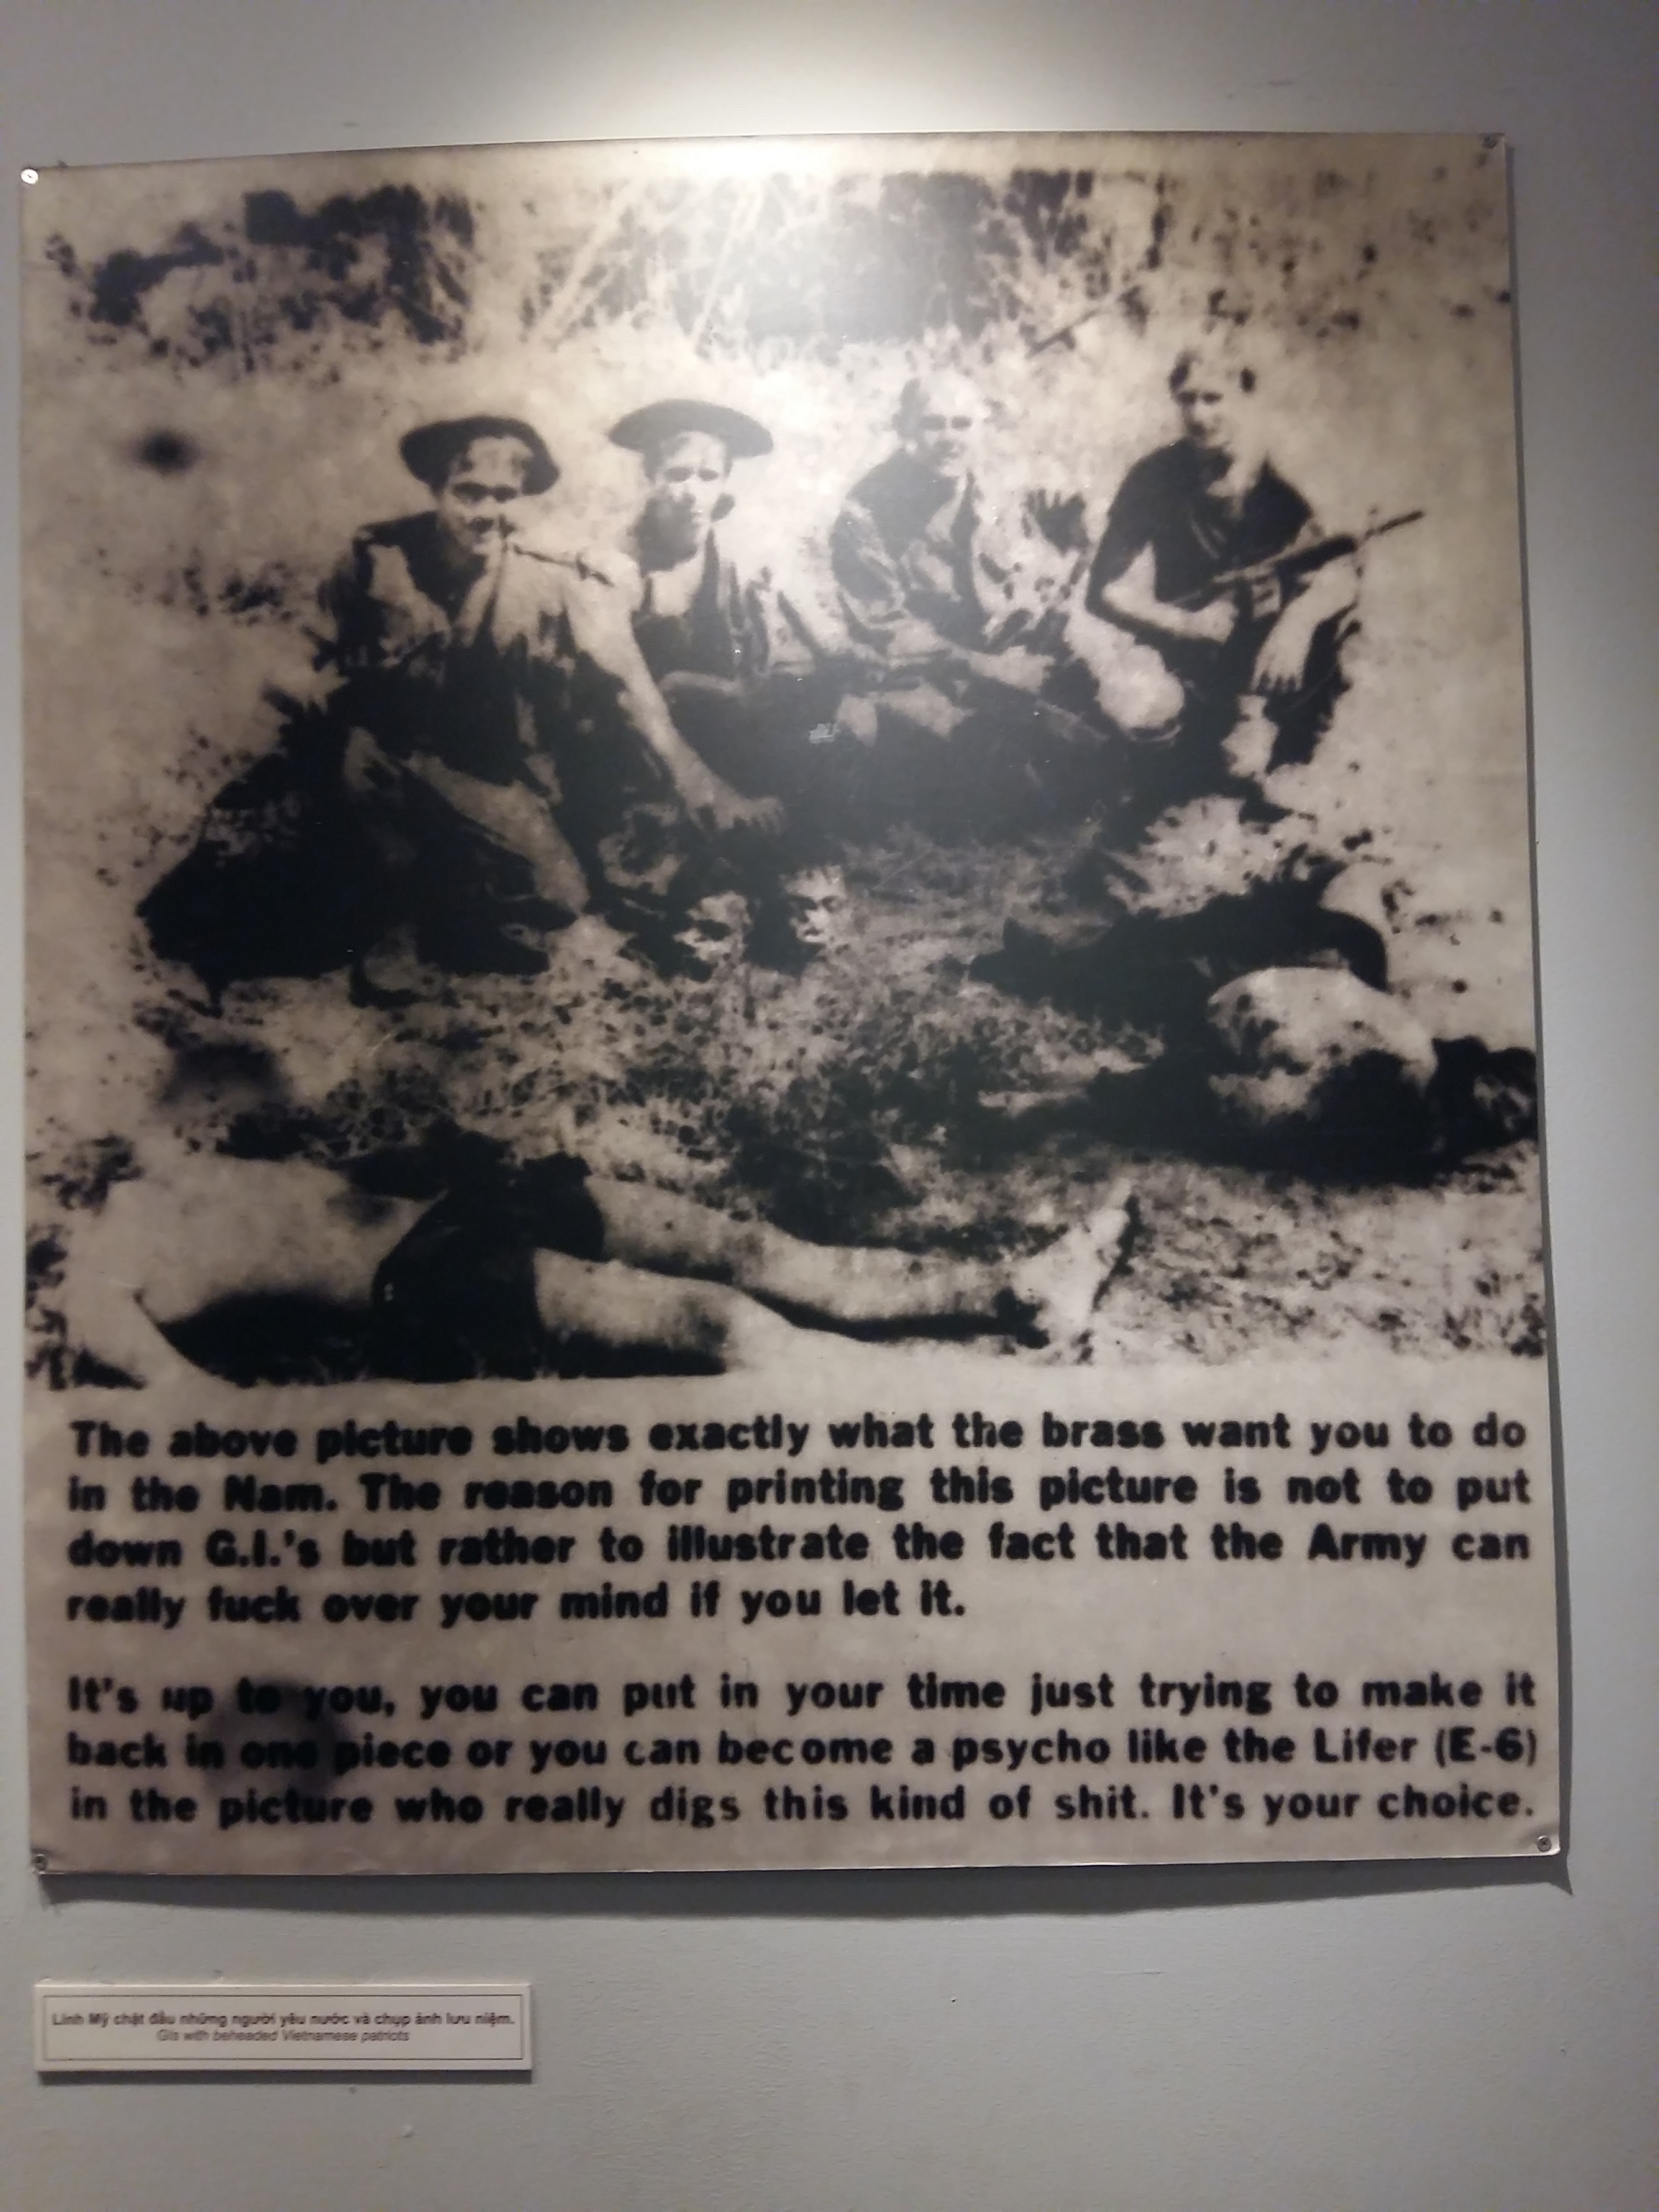 The above picture shows exactly what the brass want you to do
in the Nam. The reason for printing this picture is not to put
down G.I.'s but rather to illustrate the fact that the Army can
really fuck over your mind if you let it.
It's up to you, you can put in your time just trying to make it
back in one piece or you can become a psycho like the Lifer (E-6)
in the picture who really digs this kind of shit. It's your choice.
Lính Mỹ chặt đầu những người yêu nước và chụp ảnh lưu niệm.
GIs with beheaded Vietnamese patriots